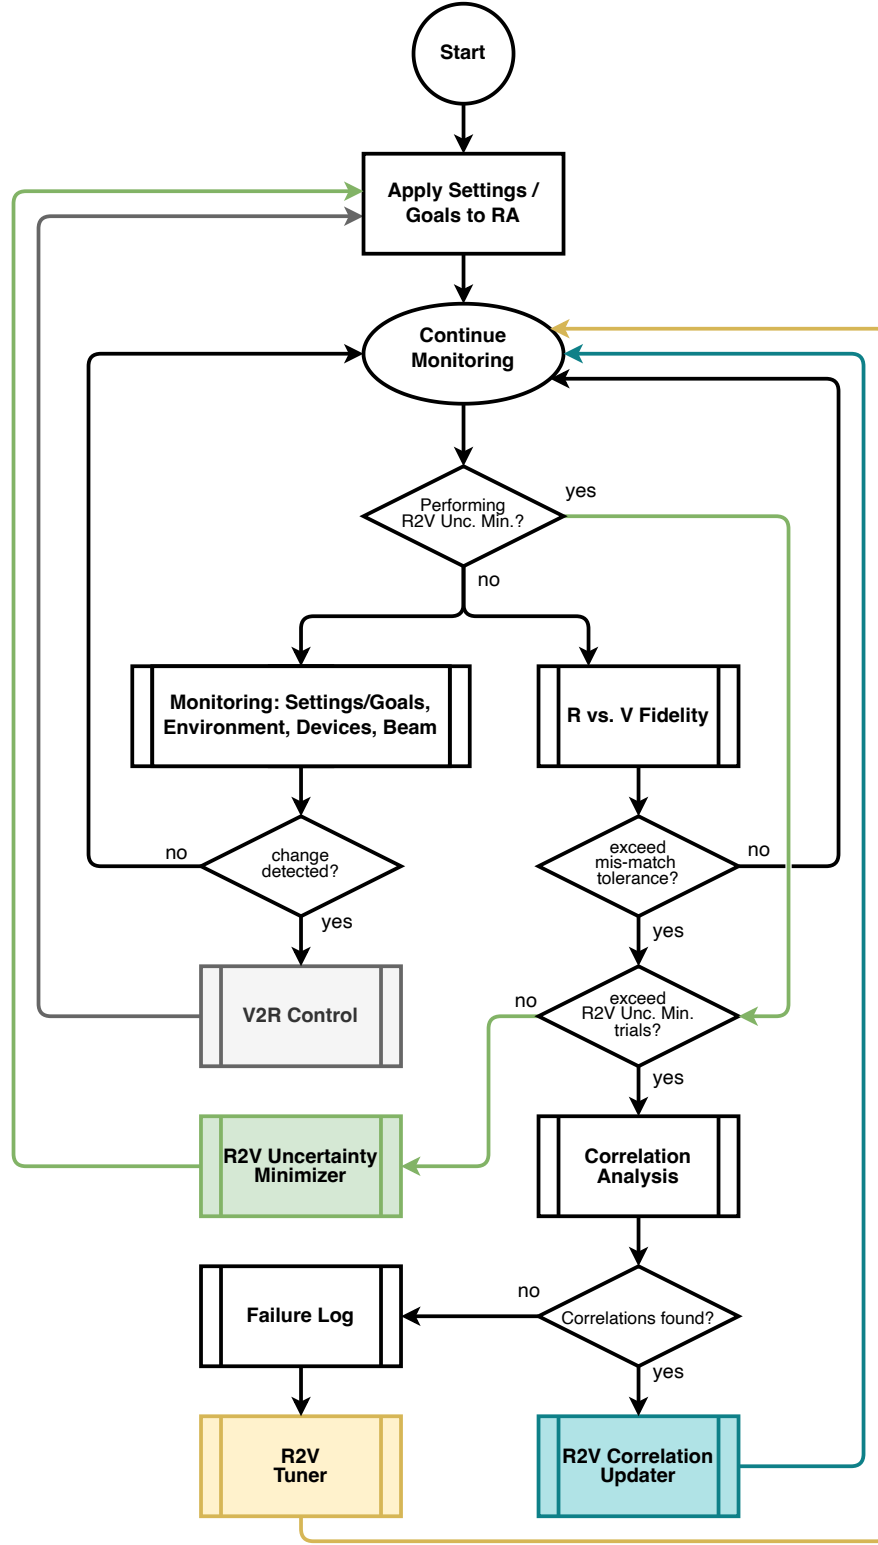 Start
Apply Settings /
Goals to RA
Continue
Monitoring
Performing
R2V Unc. Min.?
yes
no
Monitoring: Settings/Goals,
Environment, Devices, Beam
R vs. V Fidelity
change
detected?
no
yes
exceed
mis-match
tolerance?
no
yes
V2R Control
exceed
R2V Unc. Min.
trials?
no
yes
R2V Uncertainty
Minimizer
Correlation
Analysis
Failure Log
no
Correlations found?
yes
R2V
Tuner
R2V Correlation
Updater